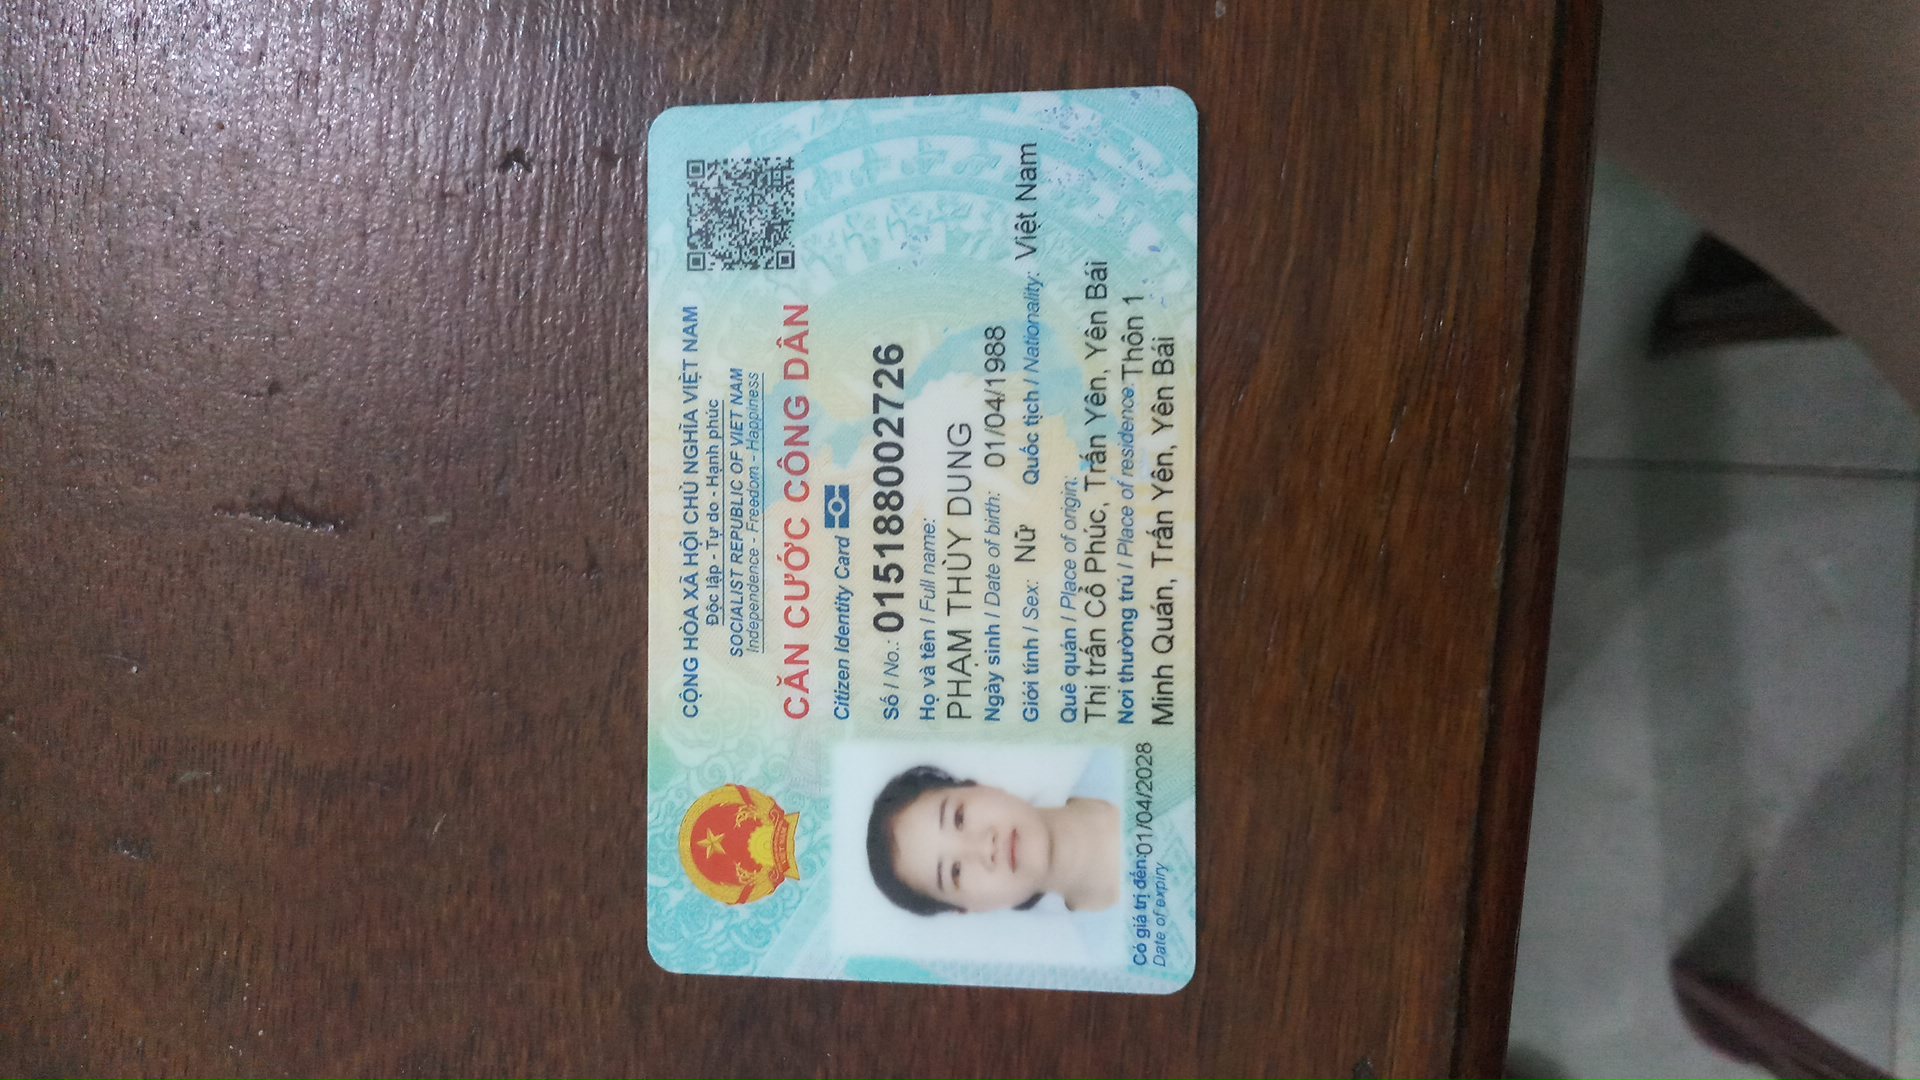 CỘNG HÒA XÃ HỘI CHỦ NGHĨA VIỆT NAM
Độc lập - Tự do - Hạnh phúc
SOCIALIST REPUBLIC OF VIET NAM
Independence - Freedom - Happiness
CĂN CƯỚC CÔNG DÂN
Citizen Identity Card
Số / No.: 015188002726
Họ và tên / Full name:
PHẠM THÙY DUNG
Ngày sinh / Date of birth: 01/04/1988
Giới tính / Sex: Nữ Quốc tịch / Nationality: Việt Nam
Quê quán / Place of origin:
Thị trấn Cổ Phúc, Trấn Yên, Yên Bái
Nơi thường trú / Place of residence: Thôn 1
Minh Quán, Trấn Yên, Yên Bái
Có giá trị đến: 01/04/2028
Date of expiry
VIỆT NAM